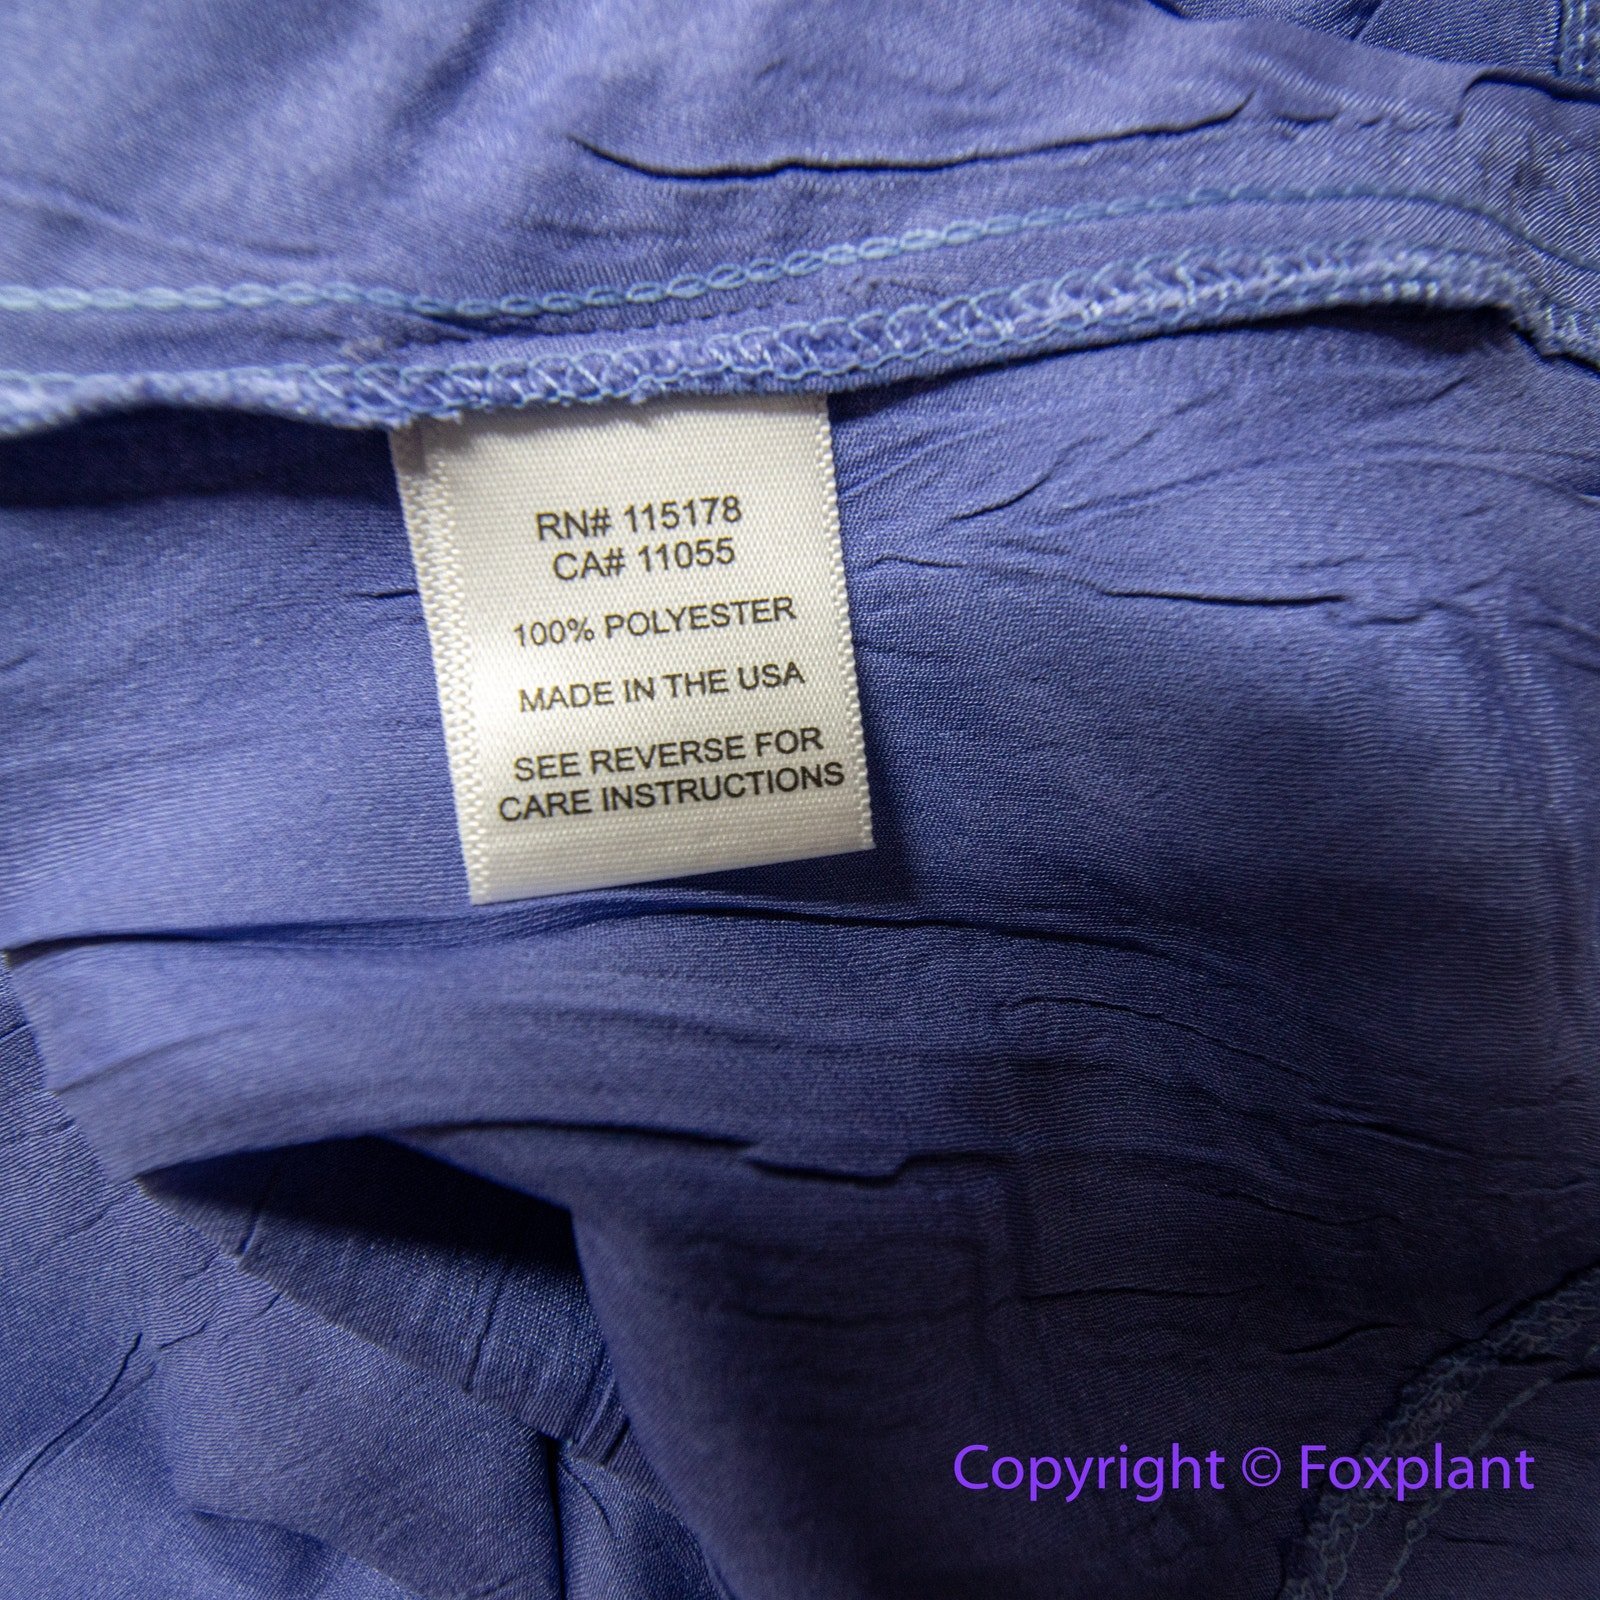 RN# 115178
CA# 11055
100% POLYESTER
MADE IN THE USA
SEE REVERSE FOR
CARE INSTRUCTIONS
Copyright © Foxplant